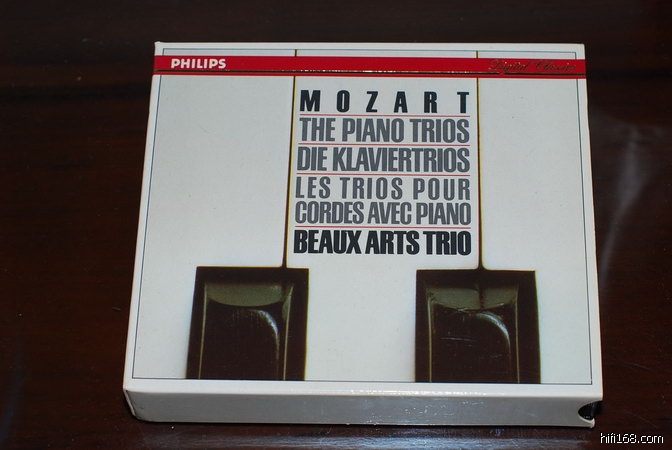 PHILIPS
Digital Classics
MOZART
THE PIANO TRIOS
DIE KLAVIERTRIOS
LES TRIOS POUR
CORDES AVEC PIANO
BEAUX ARTS TRIO
hifi168.com